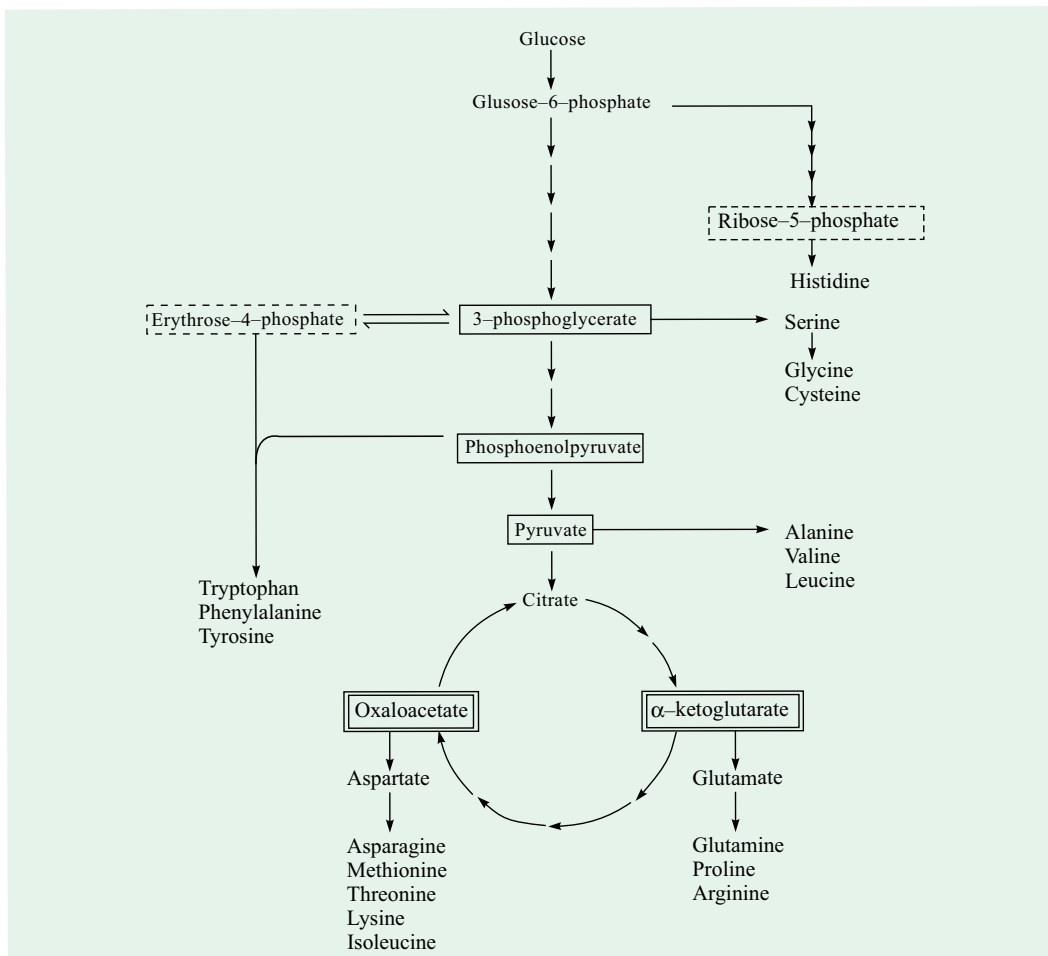 Glucose
Glusose–6–phosphate
Ribose–5–phosphate
Histidine
Erythrose–4–phosphate
3–phosphoglycerate
Serine
Glycine
Cysteine
Phosphoenolpyruvate
Pyruvate
Alanine
Valine
Leucine
Tryptophan
Phenylalanine
Tyrosine
Citrate
Oxaloacetate
α–ketoglutarate
Aspartate
Glutamate
Asparagine
Methionine
Threonine
Lysine
Isoleucine
Glutamine
Proline
Arginine